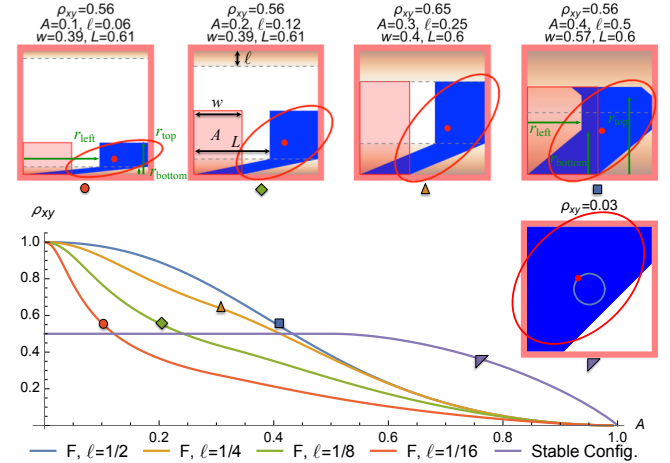 ρxy=0.56
A=0.1, ℓ=0.06
w=0.39, L=0.61
ρxy=0.56
A=0.2, ℓ=0.12
w=0.39, L=0.61
ρxy=0.65
A=0.3, ℓ=0.25
w=0.4, L=0.6
ρxy=0.56
A=0.4, ℓ=0.5
w=0.57, L=0.6
rleft
rtop
rbottom
ℓ
w
A
L
rleft
rtop
rbottom
ρxy=0.03
ρxy
1.0
0.8
0.6
0.4
0.2
0.2
0.4
0.6
0.8
1.0
A
F, ℓ=1/2
F, ℓ=1/4
F, ℓ=1/8
F, ℓ=1/16
Stable Config.